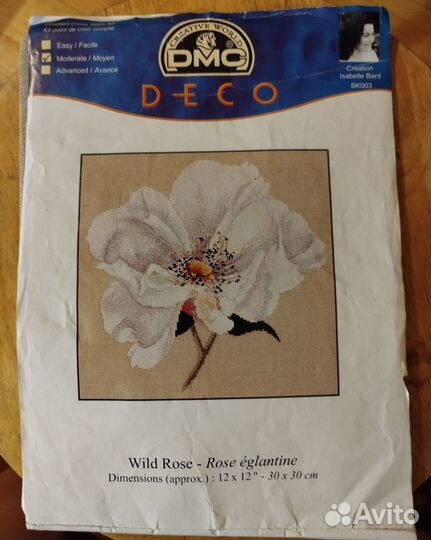 Counted Cross Stitch Kit
Kit point de croix compté
Easy / Facile
Moderate / Moyen
Advanced / Avancé
CREATIVE WORLD
DMC
DECO
Création
Isabelle Bard
BK003
Wild Rose - Rose églantine
Dimensions (approx.) : 12 x 12" - 30 x 30 cm
Avito